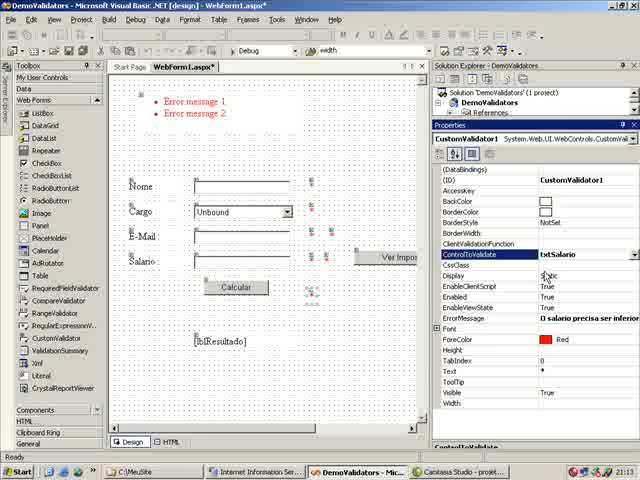 DemoValidators - Microsoft Visual Basic .NET [design] - WebForm1.aspx*
File Edit View Project Build Debug Data Format Table Frames Tools Window Help
Debug width
Toolbox
My User Controls
Data
Web Forms
ListBox
DataGrid
DataList
Repeater
CheckBox
CheckBoxList
RadioButtonList
RadioButton
Image
Panel
PlaceHolder
Calendar
AdRotator
Table
RequiredFieldValidator
CompareValidator
RangeValidator
RegularExpressionV...
CustomValidator
ValidationSummary
Xml
Literal
CrystalReportViewer
Components
HTML
Clipboard Ring
General
Server Explorer
Start Page WebForm1.aspx*
Error message 1.
Error message 2.
Nome
Cargo Unbound
E-Mail
Salario
Ver Impor
Calcular
[lblResultado]
Design HTML
Solution Explorer - DemoValidators
Solution 'DemoValidators' (1 project)
DemoValidators
References
Properties
CustomValidator1 System.Web.UI.WebControls.CustomVali
(DataBindings)
(ID) CustomValidator1
AccessKey
BackColor
BorderColor
BorderStyle NotSet
BorderWidth
ClientValidationFunction
ControlToValidate txtSalario
CssClass
Display Static
EnableClientScript True
Enabled True
EnableViewState True
ErrorMessage O salario precisa ser inferior
Font
ForeColor Red
Height
TabIndex 0
Text *
ToolTip
Visible True
Width
ControlToValidate
Ready
Start C:\MeuSite Internet Information Ser... DemoValidators - Mic... Camtasia Studio - projet... 21:13